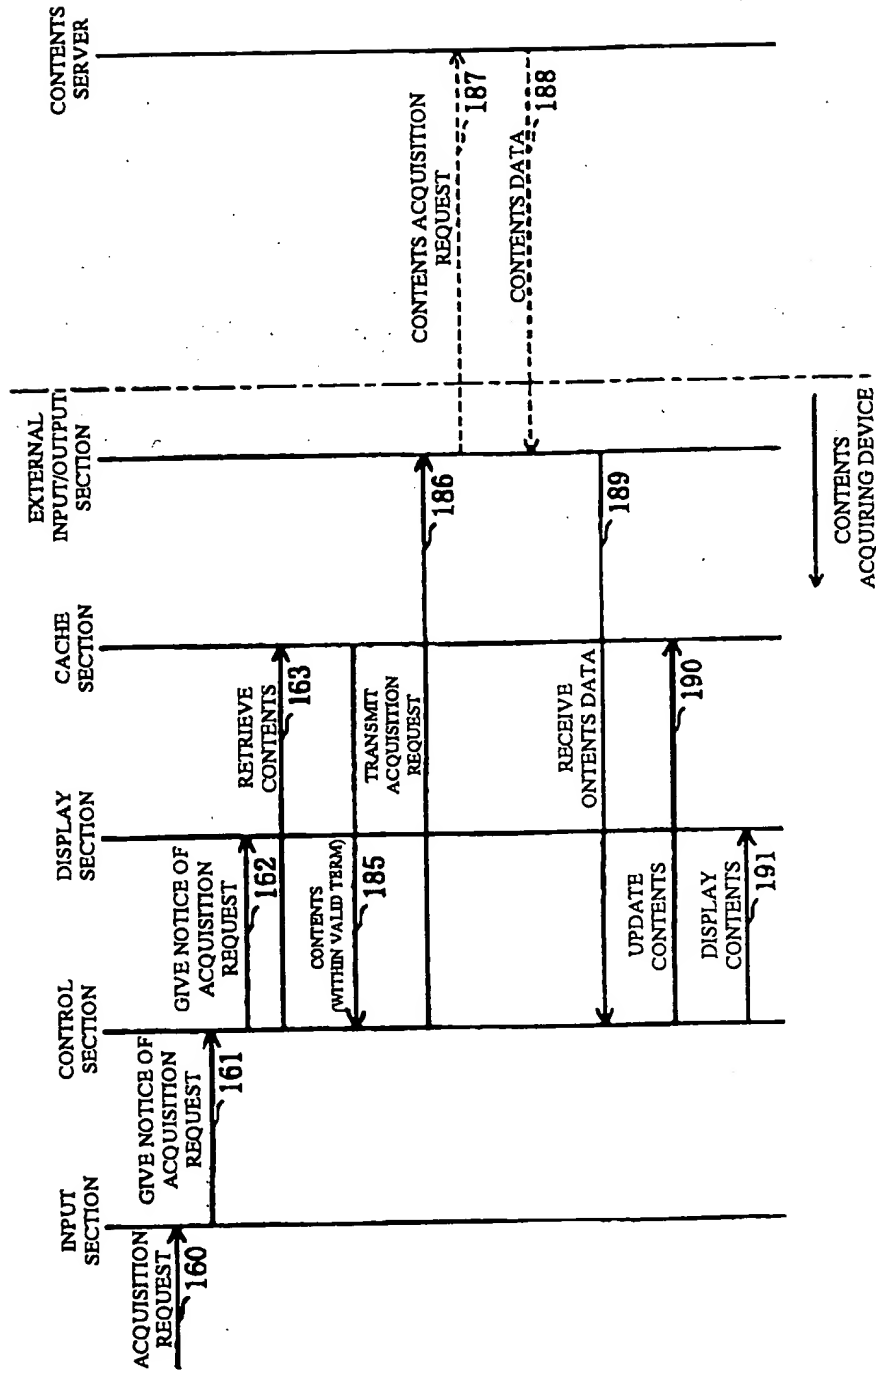 INPUT
SECTION
CONTROL
SECTION
DISPLAY
SECTION
CACHE
SECTION
EXTERNAL
INPUT/OUTPUT
SECTION
CONTENTS
SERVER
ACQUISITION
REQUEST
160
GIVE NOTICE OF
ACQUISITION
REQUEST
161
GIVE NOTICE OF
ACQUISITION
REQUEST
162
RETRIEVE
CONTENTS
163
CONTENTS
(WITHIN VALID TERM)
185
TRANSMIT
ACQUISITION
REQUEST
186
CONTENTS ACQUISITION
REQUEST
187
CONTENTS DATA
188
RECEIVE
ONTENTS DATA
189
UPDATE
CONTENTS
190
DISPLAY
CONTENTS
191
CONTENTS
ACQUIRING DEVICE